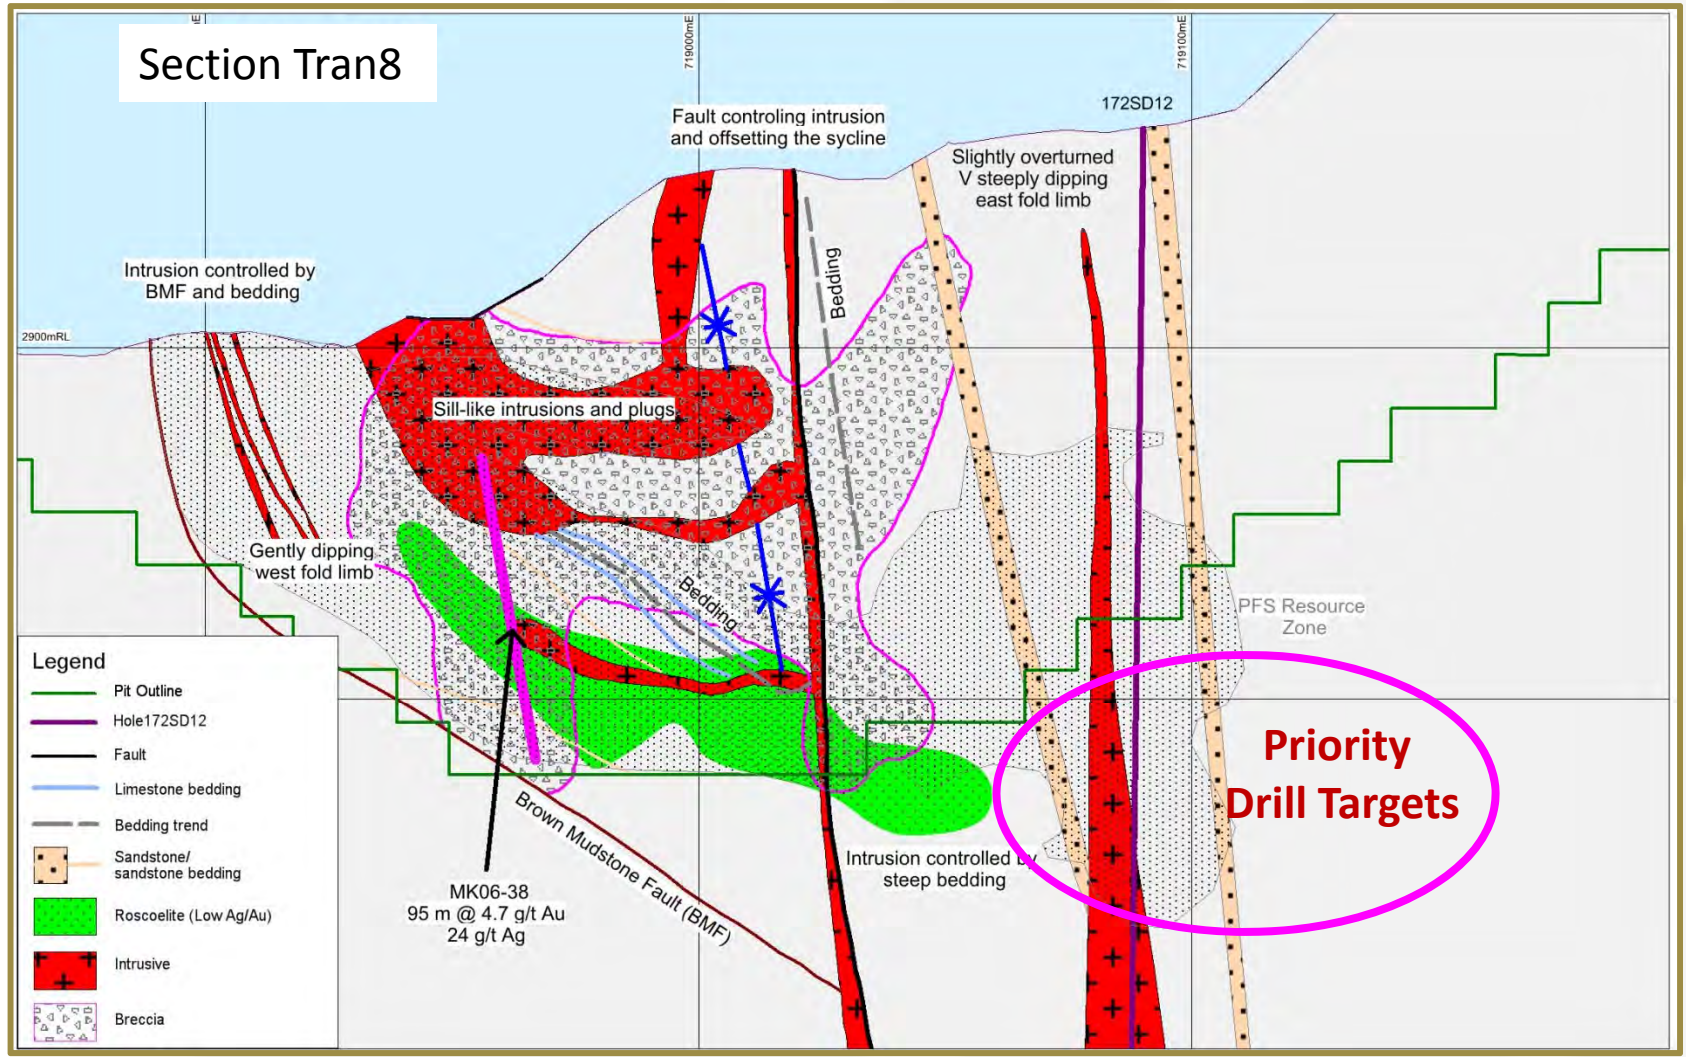 Section Tran8
mE
719000mE
719100mE
172SD12
Fault controling intrusion
and offsetting the sycline
Slightly overturned
V steeply dipping
east fold limb
Intrusion controlled by
BMF and bedding
Bedding
2900mRL
Sill-like intrusions and plugs
Gently dipping
west fold limb
Bedding
PFS Resource
Zone
Priority
Drill Targets
Brown Mudstone Fault (BMF)
Intrusion controlled by
steep bedding
MK06-38
95 m @ 4.7 g/t Au
24 g/t Ag
Legend
Pit Outline
Hole172SD12
Fault
Limestone bedding
Bedding trend
Sandstone/
sandstone bedding
Roscoelite (Low Ag/Au)
Intrusive
Breccia